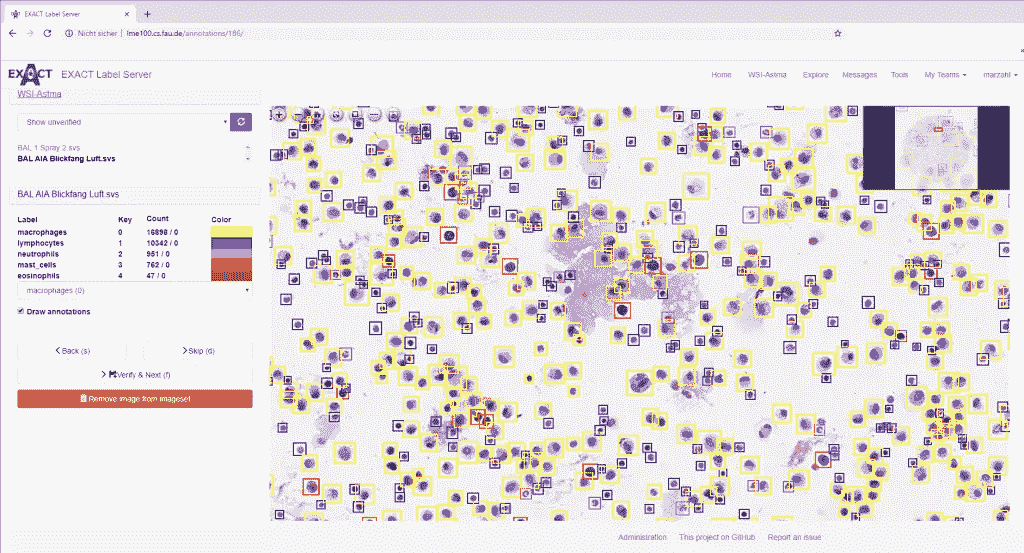 EXACT Label Server
Nicht sicher | lme100.cs.fau.de/annotations/186/
EXACT EXACT Label Server
Home WSI-Astma Explore Messages Tools My Teams marzahl
WSI-Astma
Show unverified
BAL 1 Spray 2.svs
BAL AIA Blickfang Luft.svs
BAL AIA Blickfang Luft.svs
Label Key Count Color
macrophages 0 16898 / 0
lymphocytes 1 10342 / 0
neutrophils 2 951 / 0
mast_cells 3 762 / 0
eosinophils 4 47 / 0
macrophages (0)
Draw annotations
Back (s) Skip (d)
Verify & Next (f)
Remove image from imageset
Administration This project on GitHub Report an issue